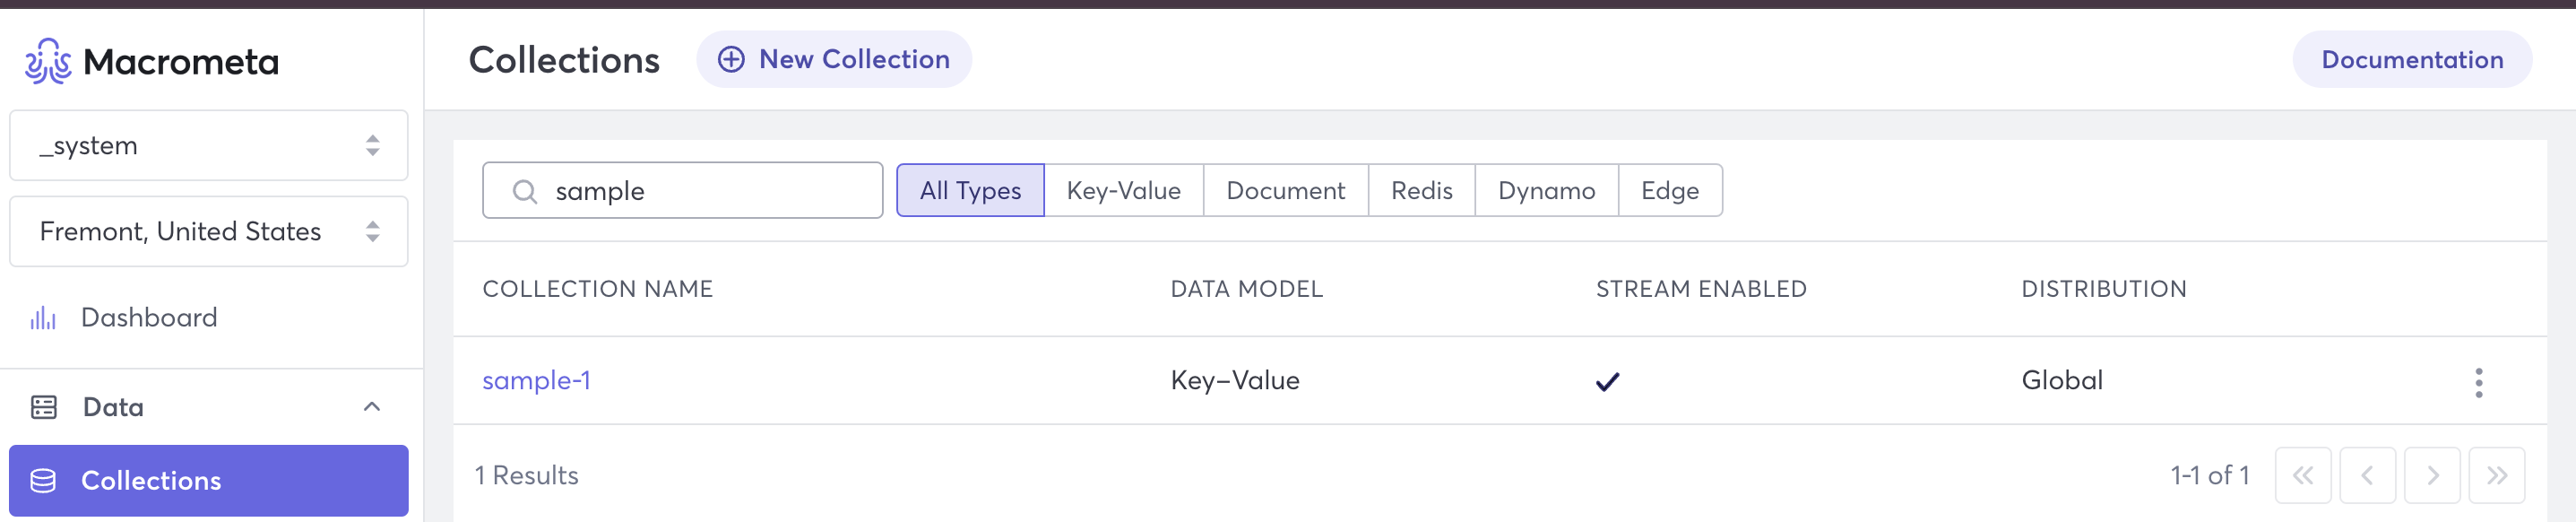 Macrometa
_system
Fremont, United States
Dashboard
Data
Collections
Collections
New Collection
Documentation
sample
All Types Key-Value Document Redis Dynamo Edge
COLLECTION NAME DATA MODEL STREAM ENABLED DISTRIBUTION
sample-1 Key–Value Global
1 Results 1-1 of 1